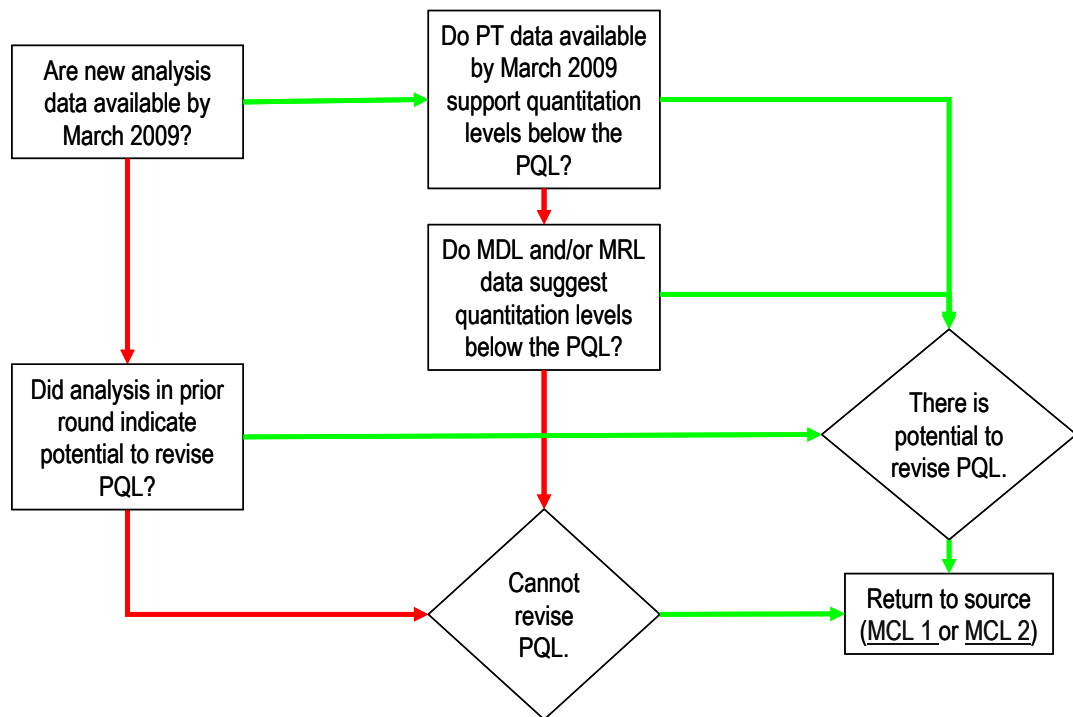 Are new analysis
data available by
March 2009?
Do PT data available
by March 2009
support quantitation
levels below the
PQL?
Do MDL and/or MRL
data suggest
quantitation levels
below the PQL?
Did analysis in prior
round indicate
potential to revise
PQL?
There is
potential to
revise PQL.
Cannot
revise
PQL.
Return to source
(MCL 1 or MCL 2)